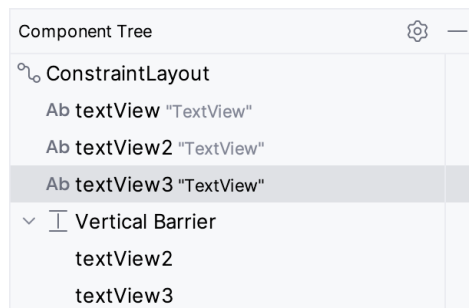 Component Tree
ConstraintLayout
Ab textView "TextView"
Ab textView2 "TextView"
Ab textView3 "TextView"
Vertical Barrier
textView2
textView3